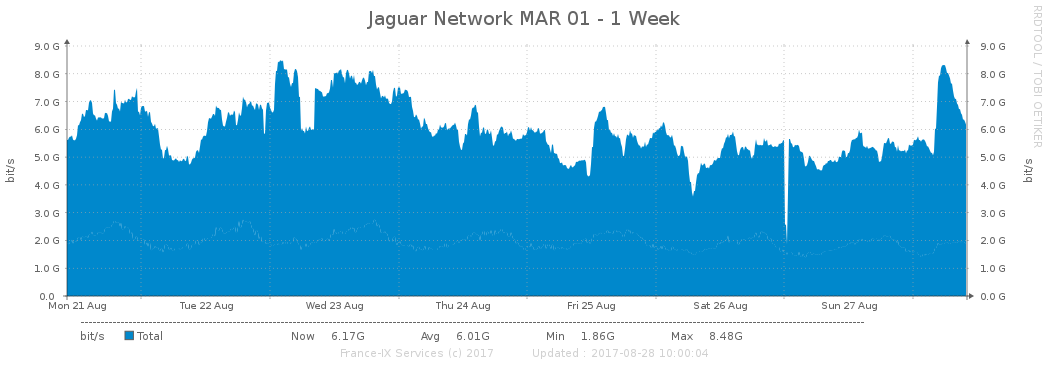 Jaguar Network MAR 01 - 1 Week
RRDTOOL / TOBI OETIKER
9.0 G 9.0 G
8.0 G 8.0 G
7.0 G 7.0 G
6.0 G 6.0 G
5.0 G 5.0 G
4.0 G 4.0 G
3.0 G 3.0 G
2.0 G 2.0 G
1.0 G 1.0 G
0.0 0.0 G
bit/s bit/s
Mon 21 Aug Tue 22 Aug Wed 23 Aug Thu 24 Aug Fri 25 Aug Sat 26 Aug Sun 27 Aug
bit/s Total Now 6.17G Avg 6.01G Min 1.86G Max 8.48G
France-IX Services (c) 2017 Updated : 2017-08-28 10:00:04